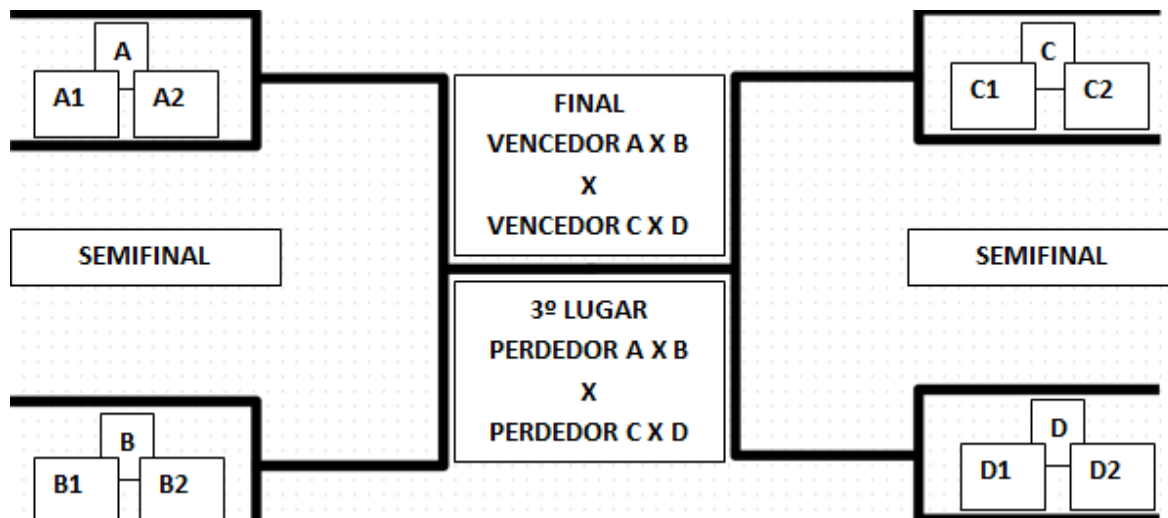 A
A1
A2
SEMIFINAL
B
B1
B2
FINAL
VENCEDOR A X B
X
VENCEDOR C X D
3º LUGAR
PERDEDOR A X B
X
PERDEDOR C X D
C
C1
C2
SEMIFINAL
D
D1
D2